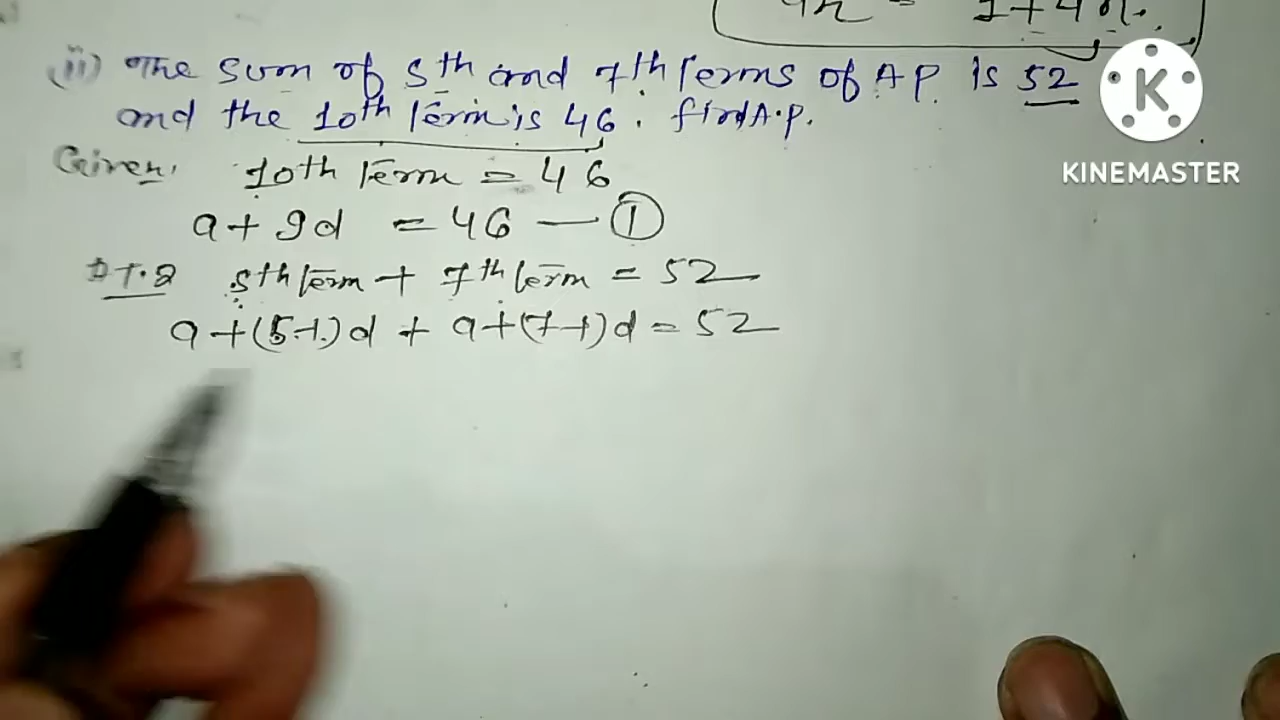 (ii) The sum of 5th and 7th terms of A P. is 52
and the 10th term is 46. find A.P.
Given, 10th term = 46
a + 9d = 46 — ①
5th term + 7th term = 52
a + (5-1)d + a + (7-1)d = 52
K
KINEMASTER